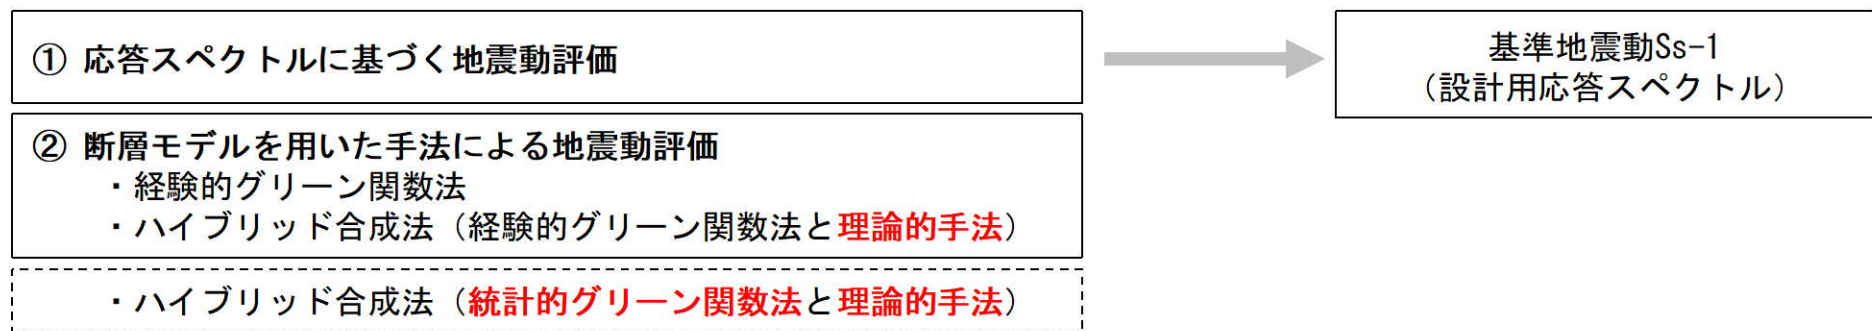 ① 応答スペクトルに基づく地震動評価
基準地震動Ss-1
（設計用応答スペクトル）
② 断層モデルを用いた手法による地震動評価
・経験的グリーン関数法
・ハイブリッド合成法（経験的グリーン関数法と理論的手法）
・ハイブリッド合成法（統計的グリーン関数法と理論的手法）